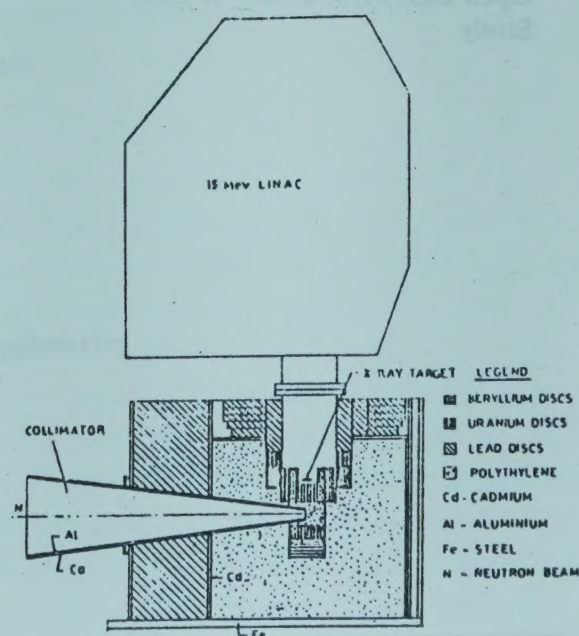 15 MeV LINAC
X RAY TARGET
LEGEND
BERYLLIUM DISCS
URANIUM DISCS
LEAD DISCS
POLYTHYLENE
Cd - CADMIUM
Al - ALUMINIUM
Fe - STEEL
N - NEUTRON BEAM
COLLIMATOR
N
Al
Ca
Cd
Fe